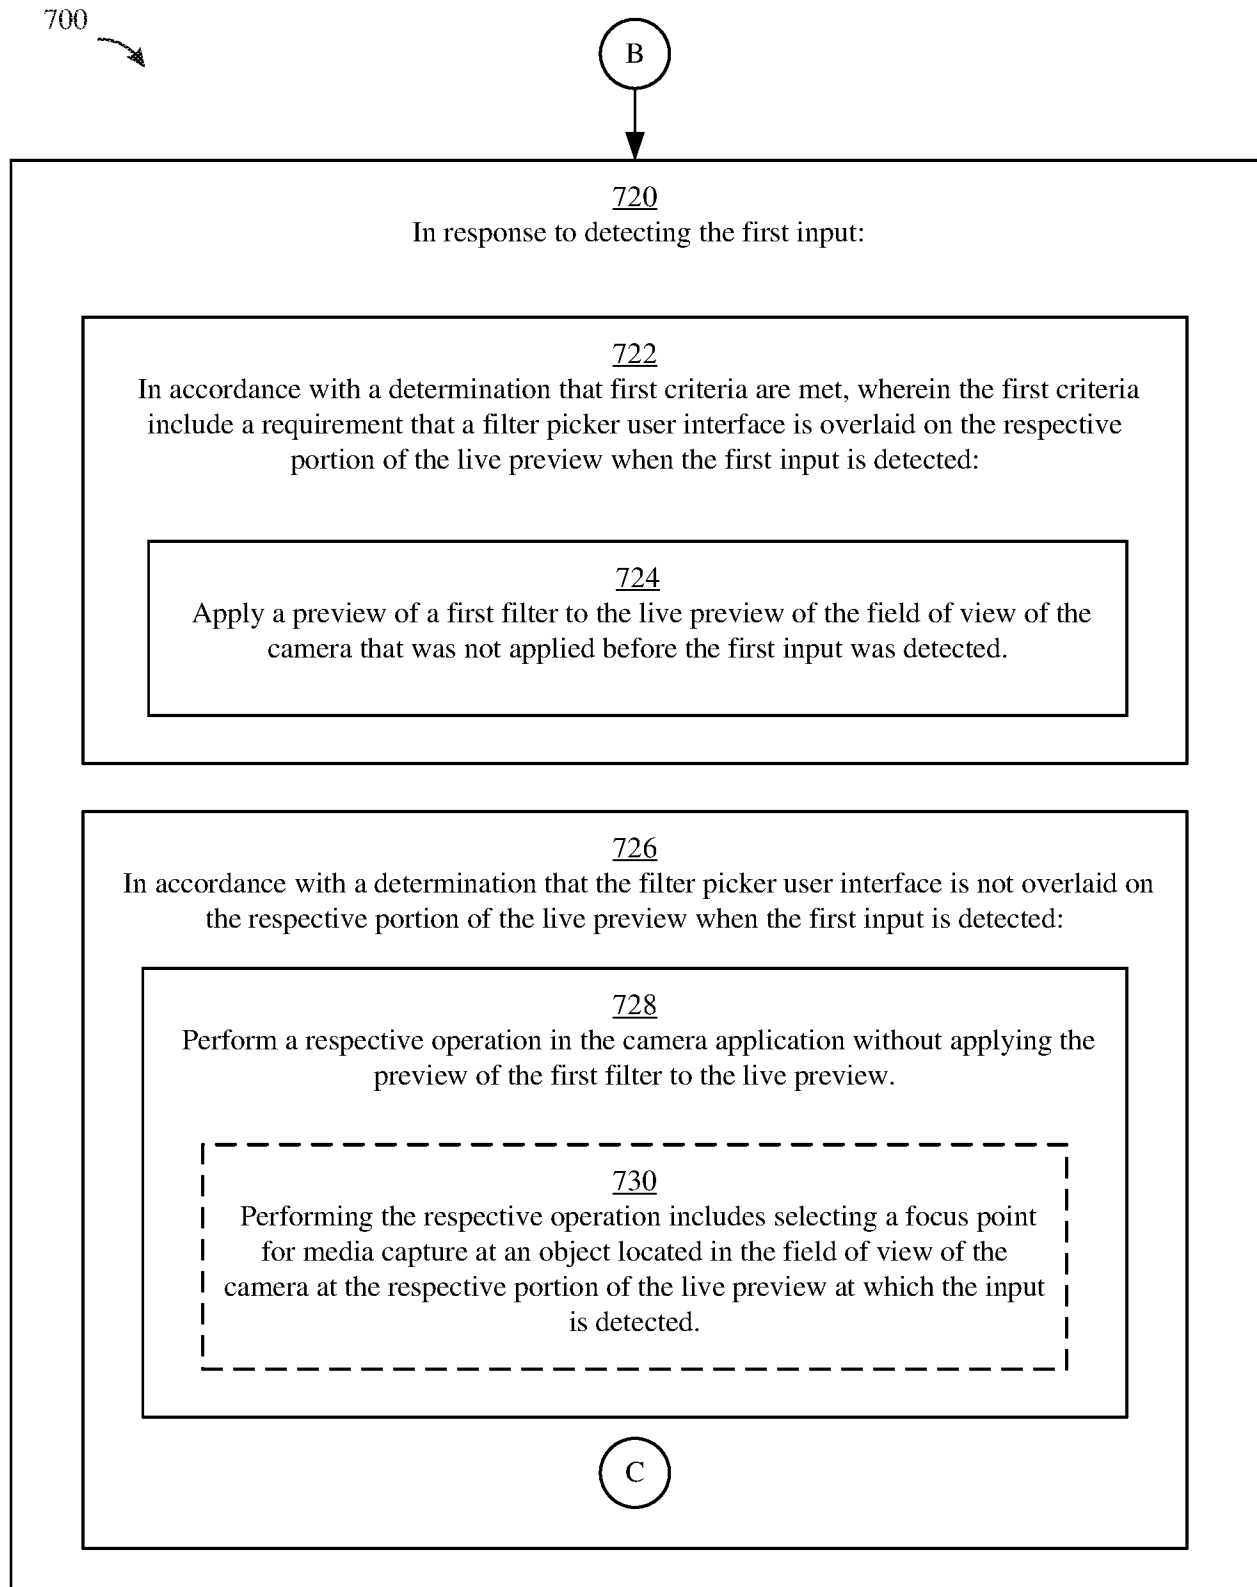 700
B
720
In response to detecting the first input:
722
In accordance with a determination that first criteria are met, wherein the first criteria
include a requirement that a filter picker user interface is overlaid on the respective
portion of the live preview when the first input is detected:
724
Apply a preview of a first filter to the live preview of the field of view of the
camera that was not applied before the first input was detected.
726
In accordance with a determination that the filter picker user interface is not overlaid on
the respective portion of the live preview when the first input is detected:
728
Perform a respective operation in the camera application without applying the
preview of the first filter to the live preview.
730
Performing the respective operation includes selecting a focus point
for media capture at an object located in the field of view of the
camera at the respective portion of the live preview at which the input
is detected.
C